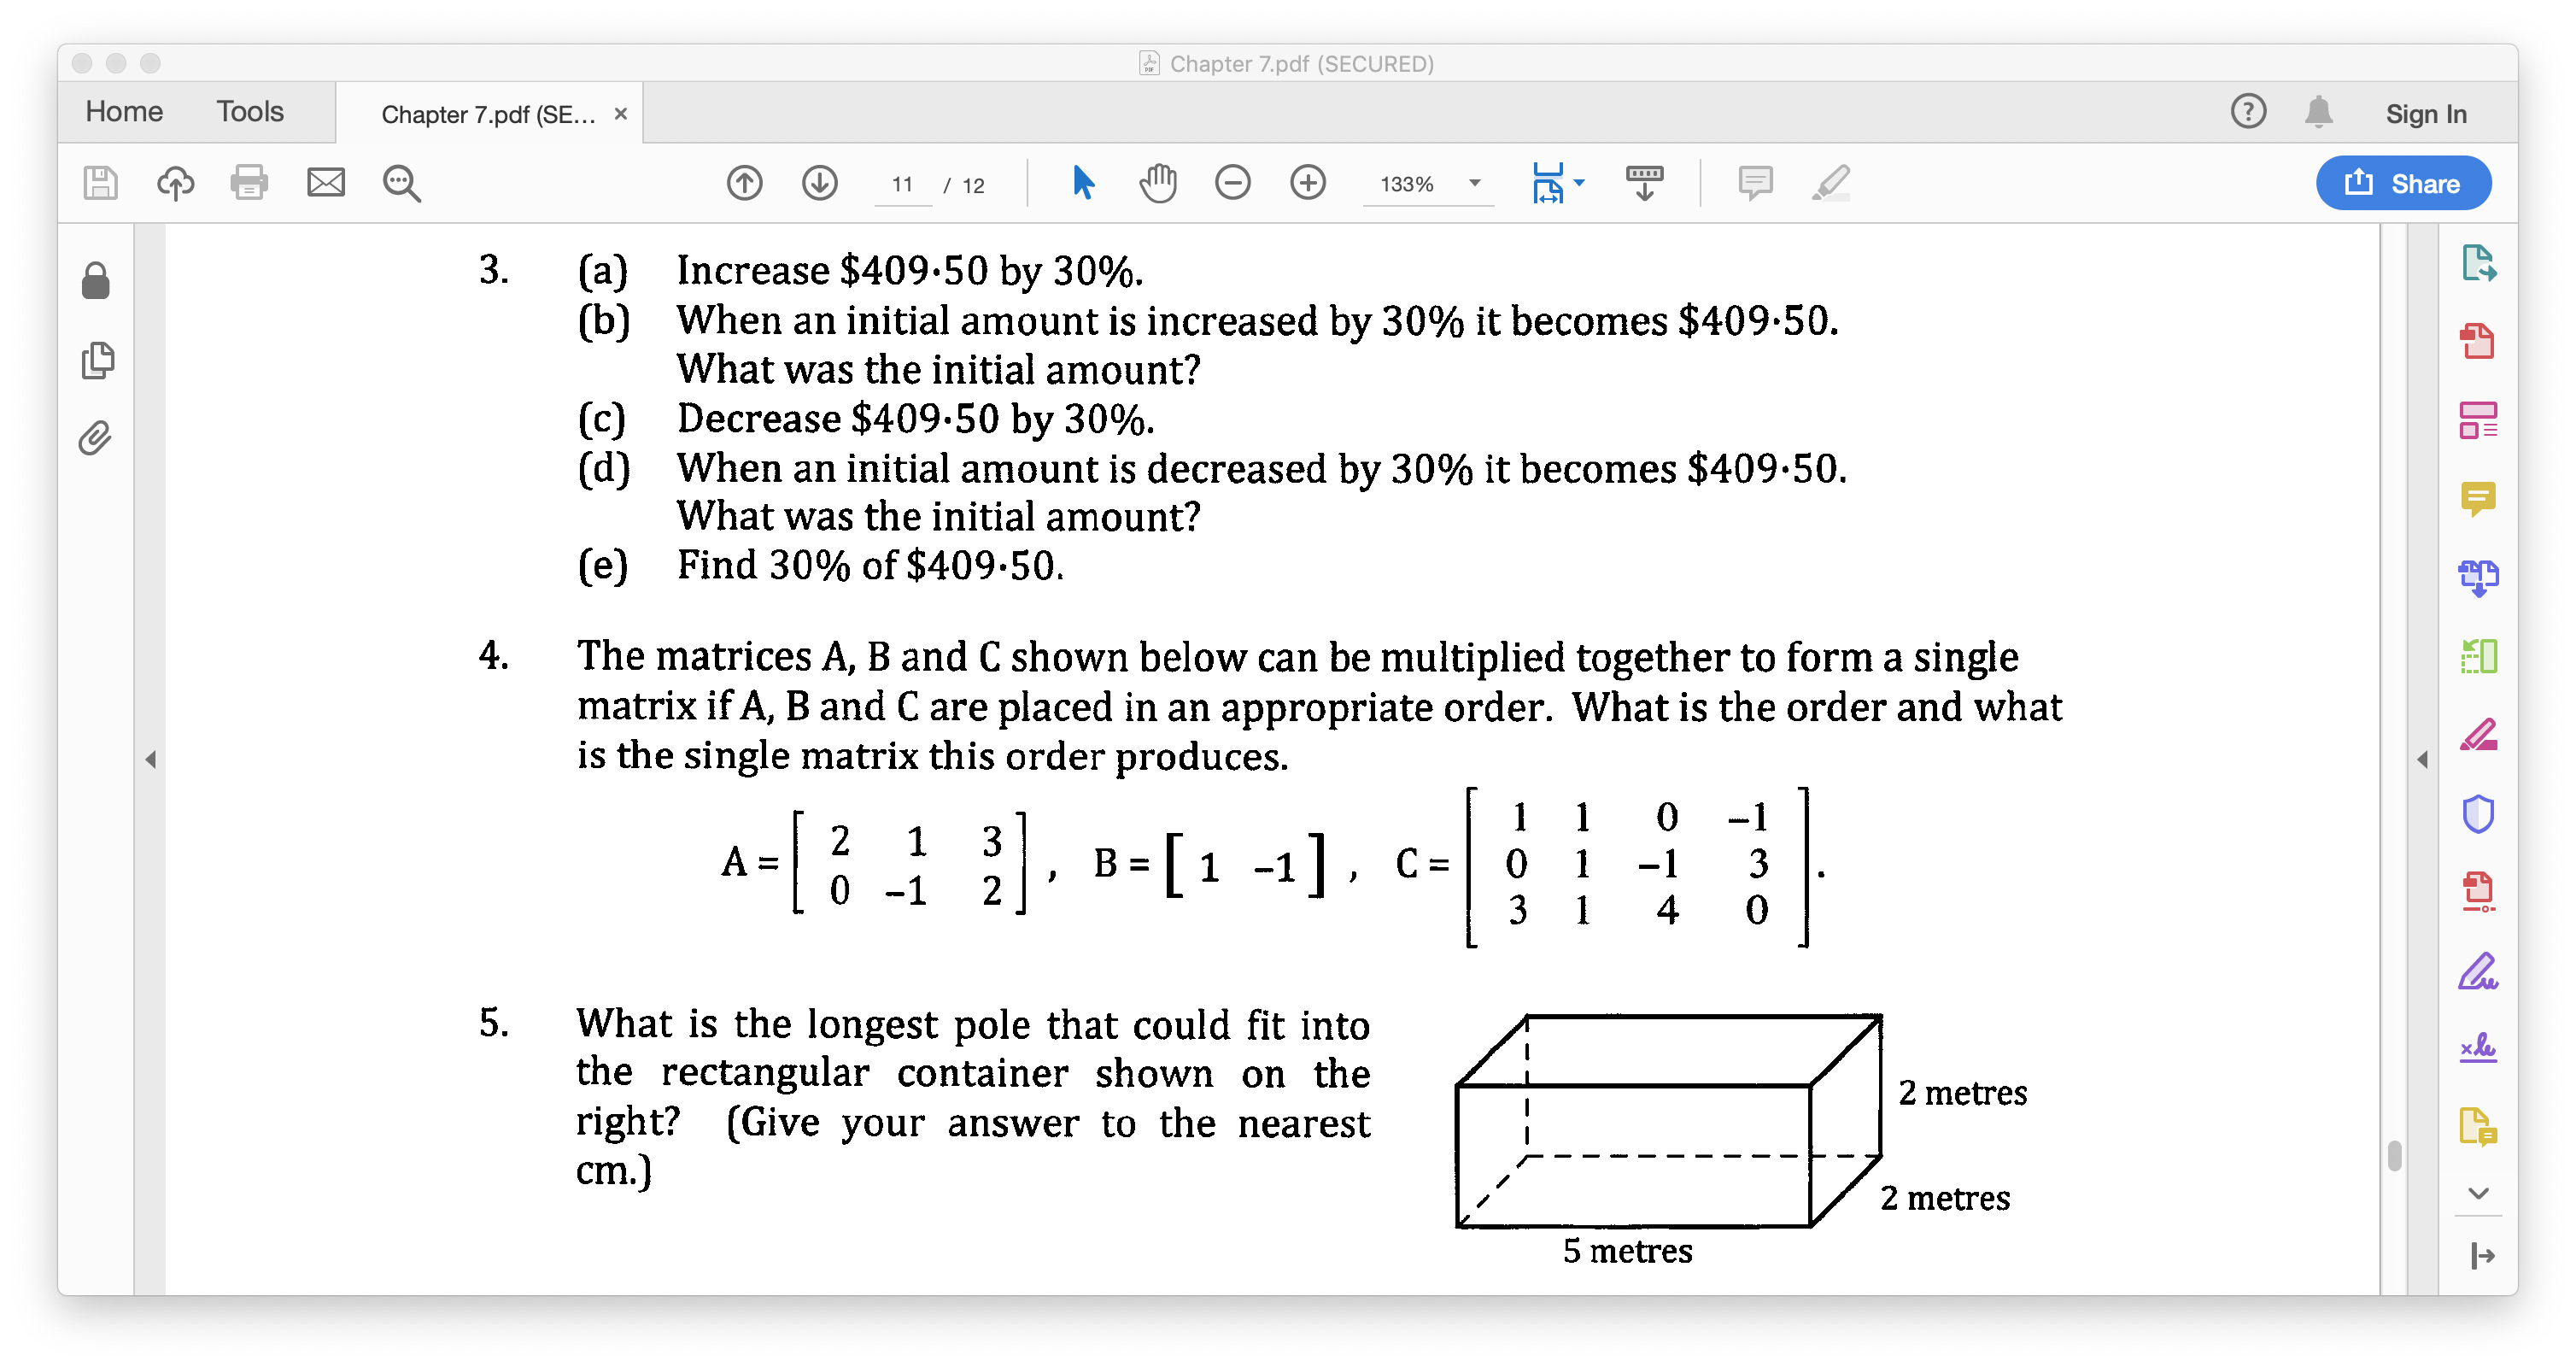 Chapter 7.pdf (SECURED)
Home Tools Chapter 7.pdf (SE... × ? Sign In
11 / 12 133% Share
3. (a) Increase $409·50 by 30%.
(b) When an initial amount is increased by 30% it becomes $409·50.
What was the initial amount?
(c) Decrease $409·50 by 30%.
(d) When an initial amount is decreased by 30% it becomes $409·50.
What was the initial amount?
(e) Find 30% of $409·50.
4. The matrices A, B and C shown below can be multiplied together to form a single
matrix if A, B and C are placed in an appropriate order. What is the order and what
is the single matrix this order produces.
A = [ 2 1 3
0 −1 2 ] , B = [ 1 −1 ] , C = [ 1 1 0 −1
0 1 −1 3
3 1 4 0 ] .
5. What is the longest pole that could fit into
the rectangular container shown on the
right? (Give your answer to the nearest
cm.)
2 metres
2 metres
5 metres